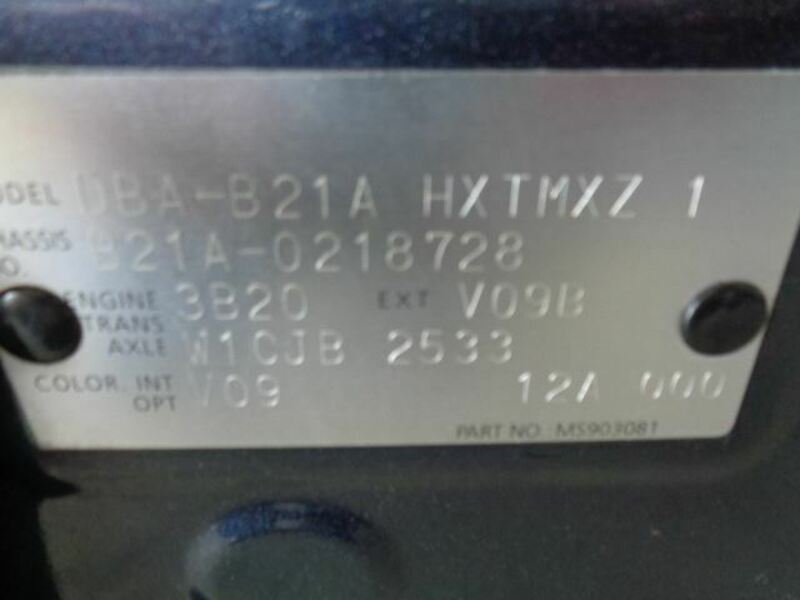 MODEL DBA-B21A HXTMXZ 1
CHASSIS NO. B21A-0218728
ENGINE 3B20 EXT V09B
TRANS AXLE W1CJB 2533
COLOR. INT OPT V09 12A 000
PART NO : MS903081